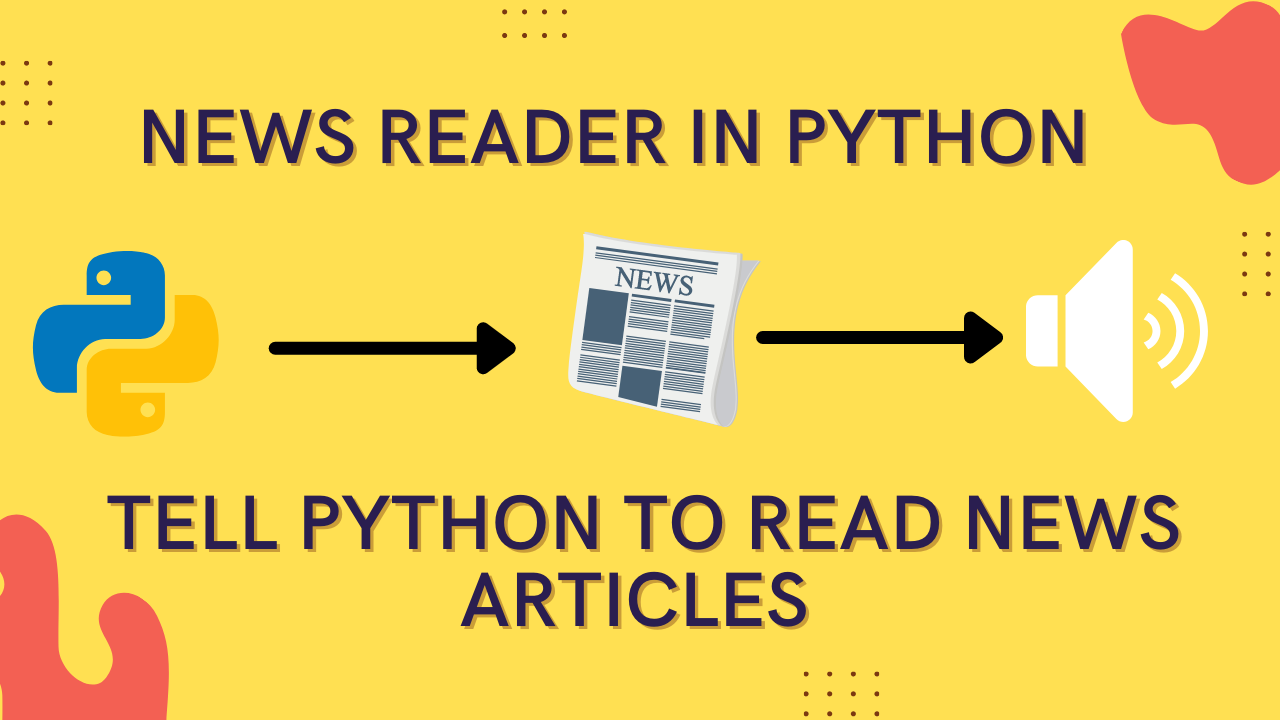 NEWS READER IN PYTHON
NEWS
TELL PYTHON TO READ NEWS
ARTICLES